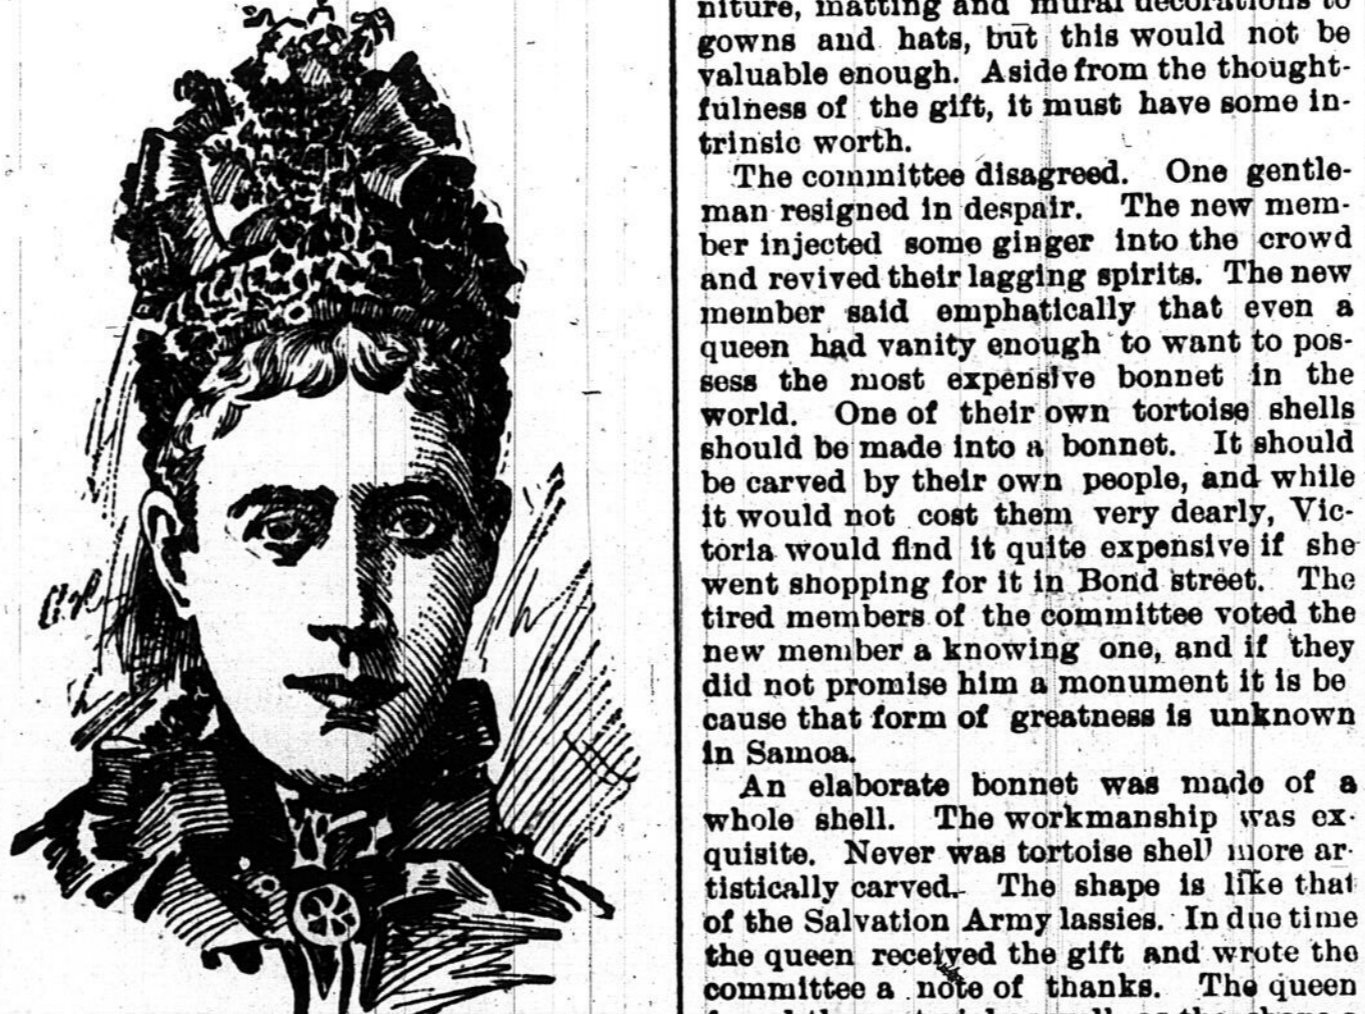 niture, matting and mural decorations to
gowns and hats, but this would not be
valuable enough. Aside from the thought-
fulness of the gift, it must have some in-
trinsic worth.
The committee disagreed. One gentle-
man resigned in despair. The new mem-
ber injected some ginger into the crowd
and revived their lagging spirits. The new
member said emphatically that even a
queen had vanity enough to want to pos-
sess the most expensive bonnet in the
world. One of their own tortoise shells
should be made into a bonnet. It should
be carved by their own people, and while
it would not cost them very dearly, Vic-
toria would find it quite expensive if she
went shopping for it in Bond street. The
tired members of the committee voted the
new member a knowing one, and if they
did not promise him a monument it is be
cause that form of greatness is unknown
in Samoa.
An elaborate bonnet was made of a
whole shell. The workmanship was ex-
quisite. Never was tortoise shell more ar-
tistically carved. The shape is like that
of the Salvation Army lassies. In due time
the queen received the gift and wrote the
committee a note of thanks. The queen